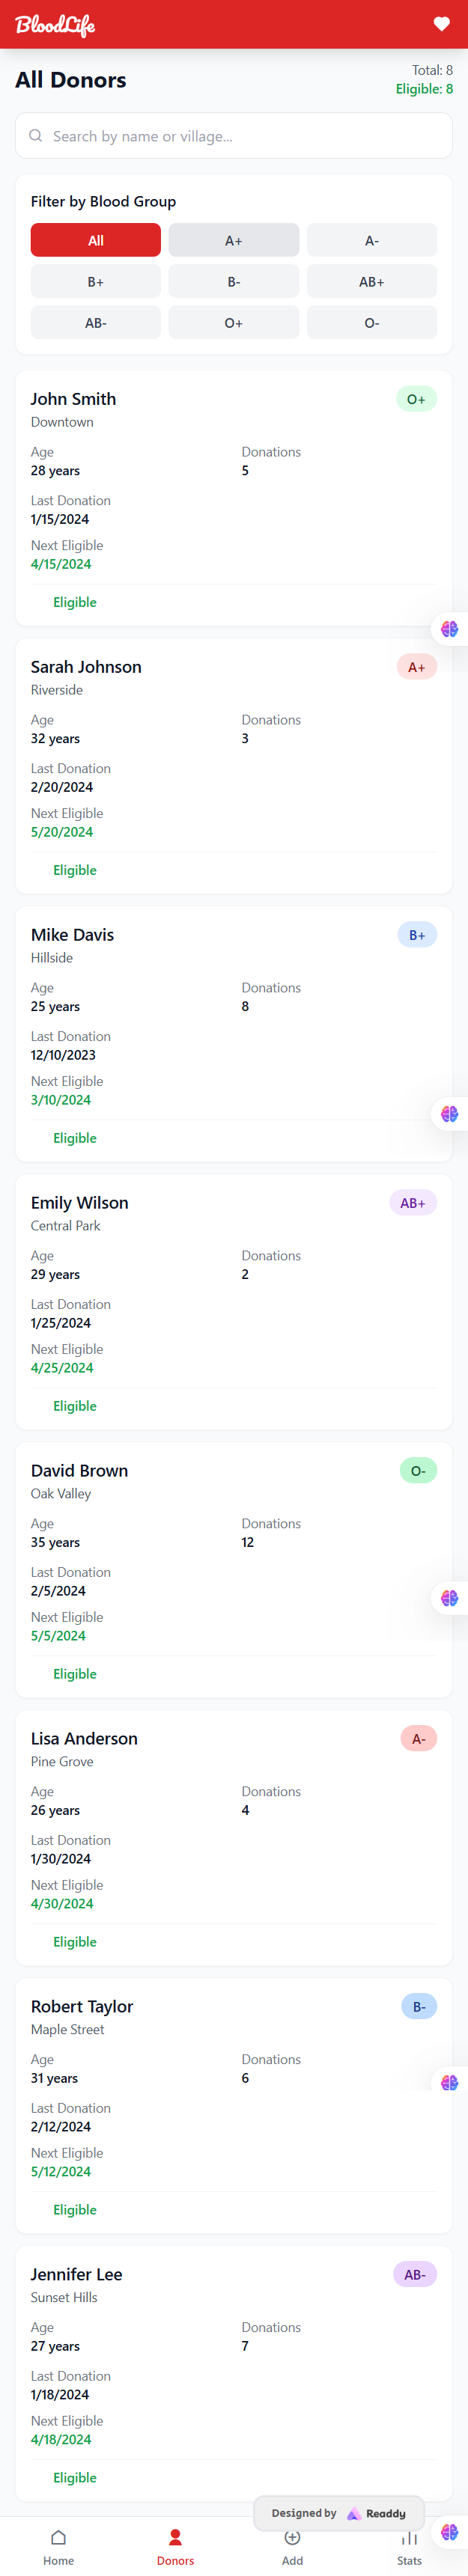 BloodLife
All Donors
Total: 8
Eligible: 8
Search by name or village...
Filter by Blood Group
All
A+
A-
B+
B-
AB+
AB-
O+
O-
John Smith
O+
Downtown
Age
Donations
28 years
5
Last Donation
1/15/2024
Next Eligible
4/15/2024
Eligible
Sarah Johnson
A+
Riverside
Age
Donations
32 years
3
Last Donation
2/20/2024
Next Eligible
5/20/2024
Eligible
Mike Davis
B+
Hillside
Age
Donations
25 years
8
Last Donation
12/10/2023
Next Eligible
3/10/2024
Eligible
Emily Wilson
AB+
Central Park
Age
Donations
29 years
2
Last Donation
1/25/2024
Next Eligible
4/25/2024
Eligible
David Brown
O-
Oak Valley
Age
Donations
35 years
12
Last Donation
2/5/2024
Next Eligible
5/5/2024
Eligible
Lisa Anderson
A-
Pine Grove
Age
Donations
26 years
4
Last Donation
1/30/2024
Next Eligible
4/30/2024
Eligible
Robert Taylor
B-
Maple Street
Age
Donations
31 years
6
Last Donation
2/12/2024
Next Eligible
5/12/2024
Eligible
Jennifer Lee
AB-
Sunset Hills
Age
Donations
27 years
7
Last Donation
1/18/2024
Next Eligible
4/18/2024
Eligible
Designed by Readdy
Home
Donors
Add
Stats